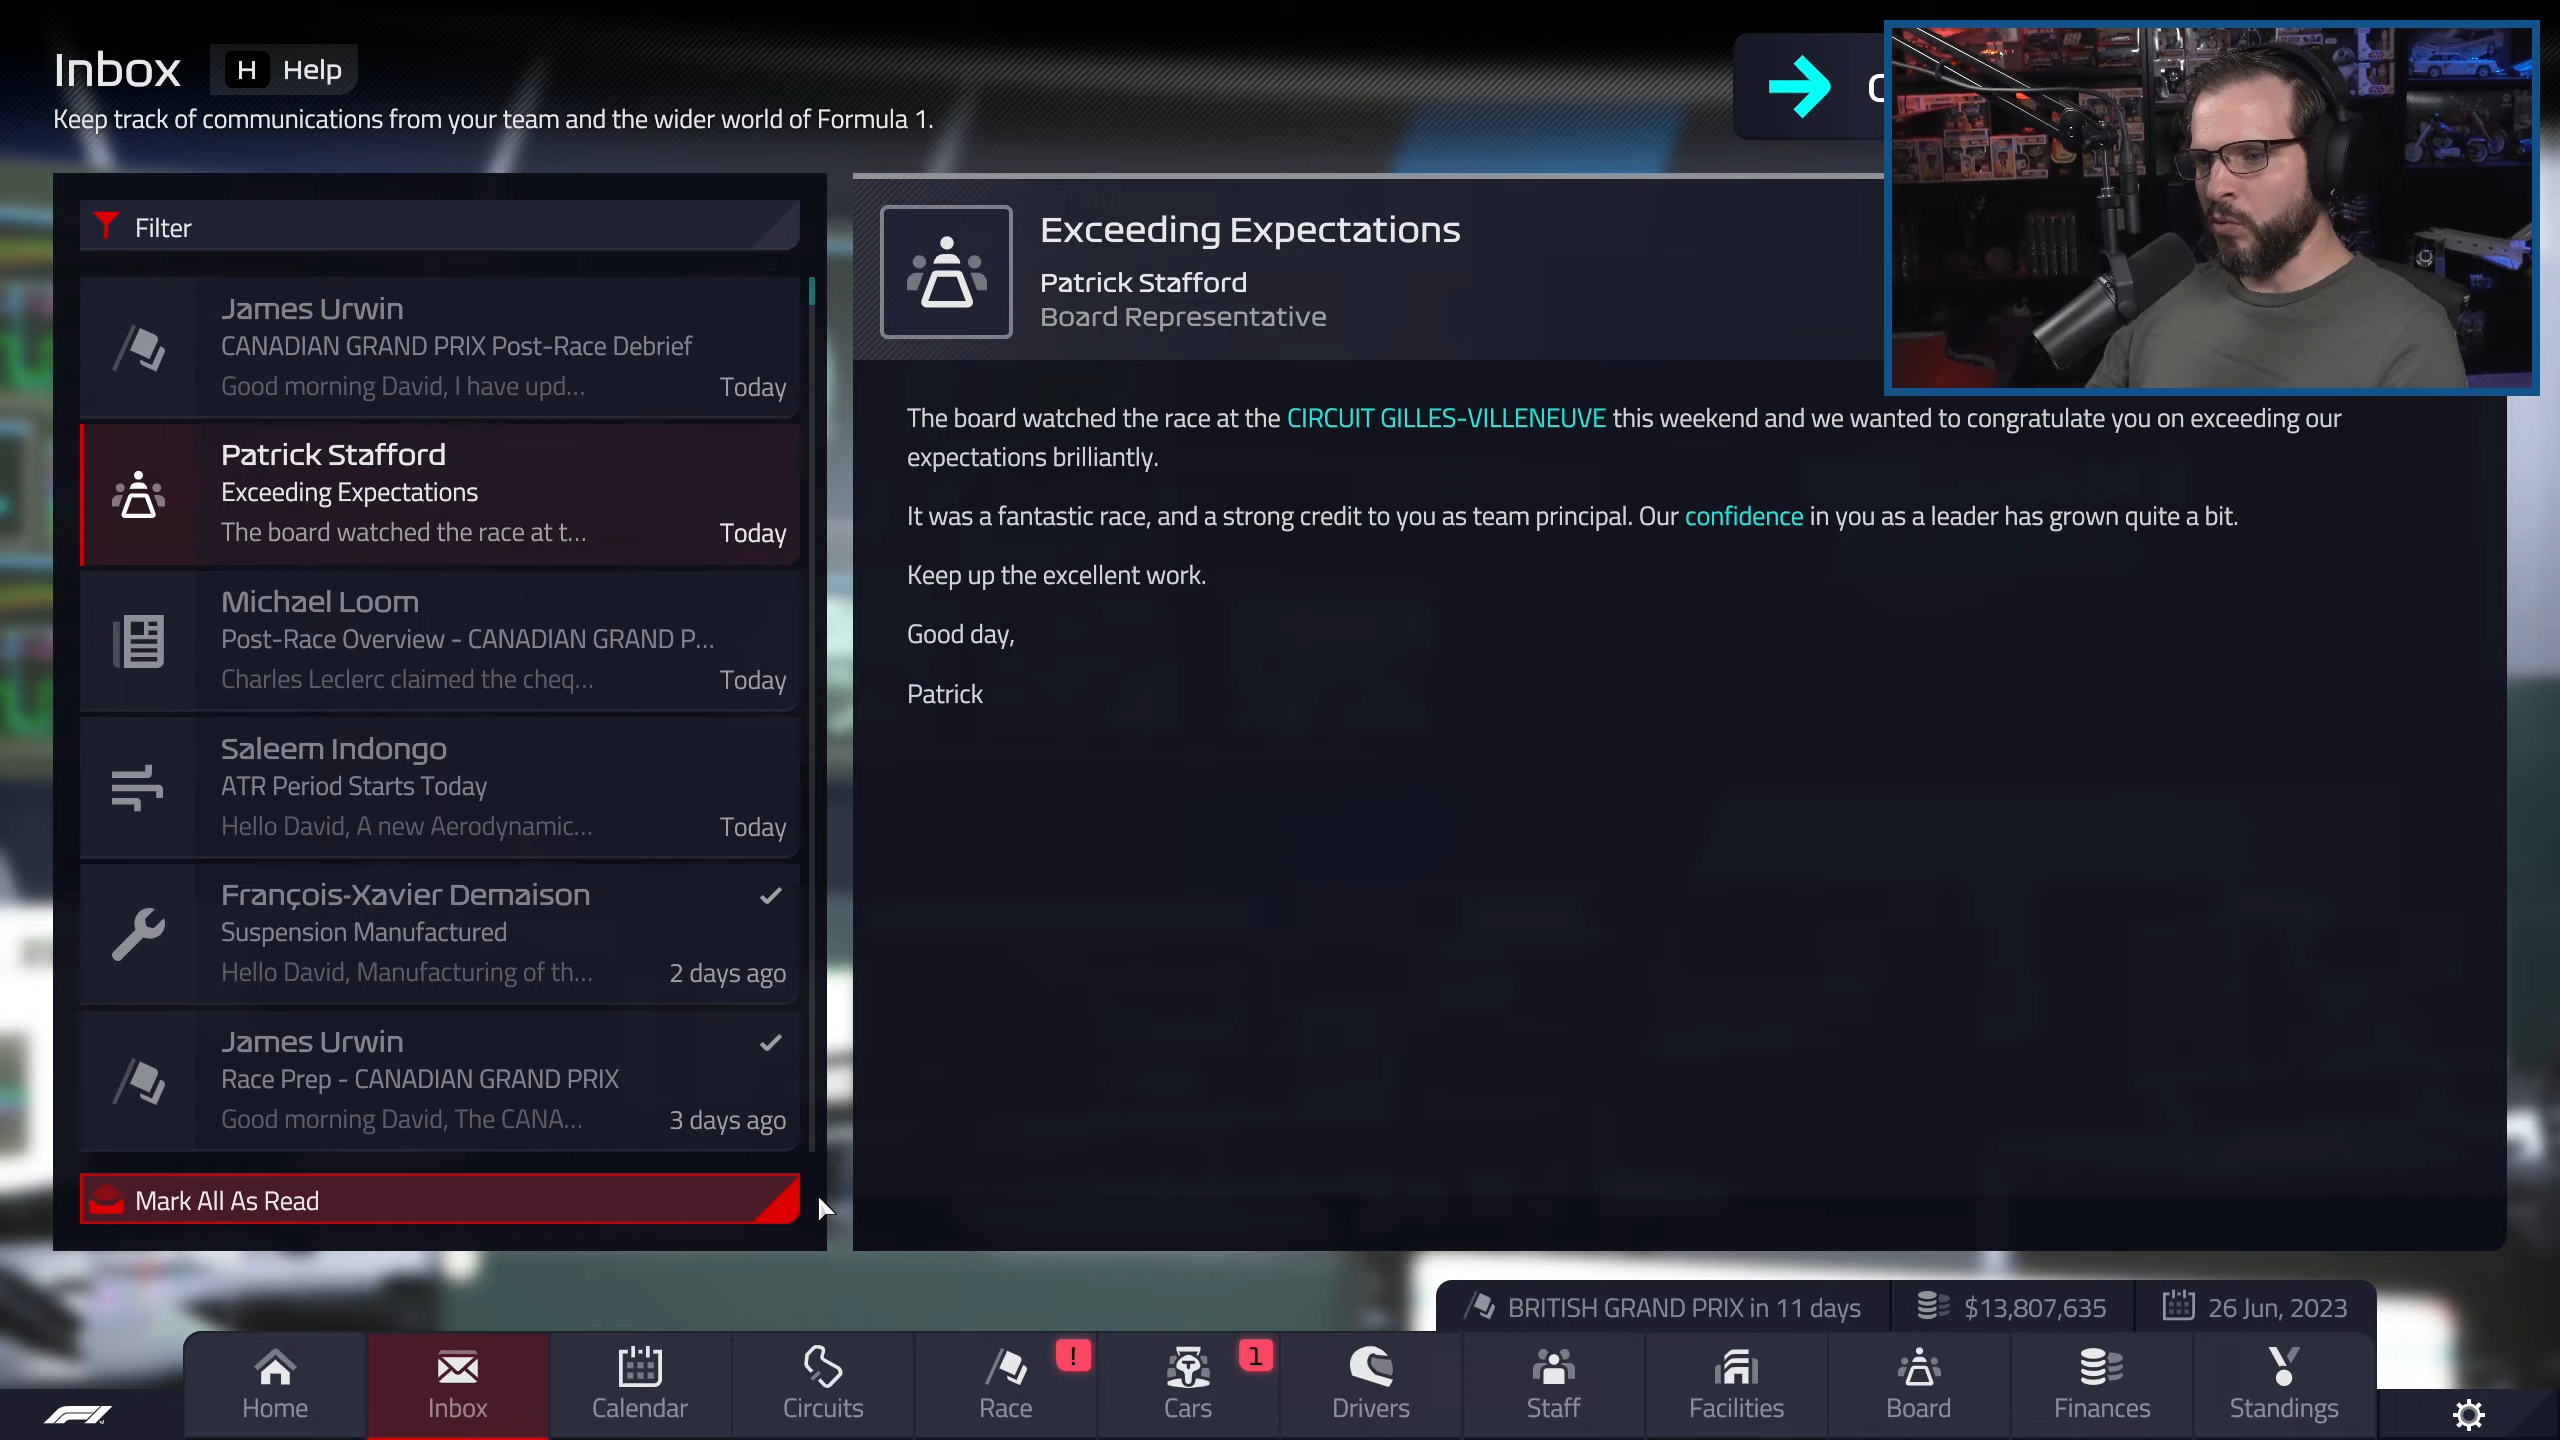 Inbox
H Help
Keep track of communications from your team and the wider world of Formula 1.
Filter
James Urwin
CANADIAN GRAND PRIX Post-Race Debrief
Good morning David, I have upd...
Today
Patrick Stafford
Exceeding Expectations
The board watched the race at t...
Today
Michael Loom
Post-Race Overview - CANADIAN GRAND P...
Charles Leclerc claimed the cheq...
Today
Saleem Indongo
ATR Period Starts Today
Hello David, A new Aerodynamic...
Today
François-Xavier Demaison
Suspension Manufactured
Hello David, Manufacturing of th...
2 days ago
James Urwin
Race Prep - CANADIAN GRAND PRIX
Good morning David, The CANA...
3 days ago
Mark All As Read
Exceeding Expectations
Patrick Stafford
Board Representative
The board watched the race at the CIRCUIT GILLES-VILLENEUVE this weekend and we wanted to congratulate you on exceeding our
expectations brilliantly.
It was a fantastic race, and a strong credit to you as team principal. Our confidence in you as a leader has grown quite a bit.
Keep up the excellent work.
Good day,
Patrick
BRITISH GRAND PRIX in 11 days
$13,807,635
26 Jun, 2023
Home
Inbox
Calendar
Circuits
Race
!
Cars
1
Drivers
Staff
Facilities
Board
Finances
Standings